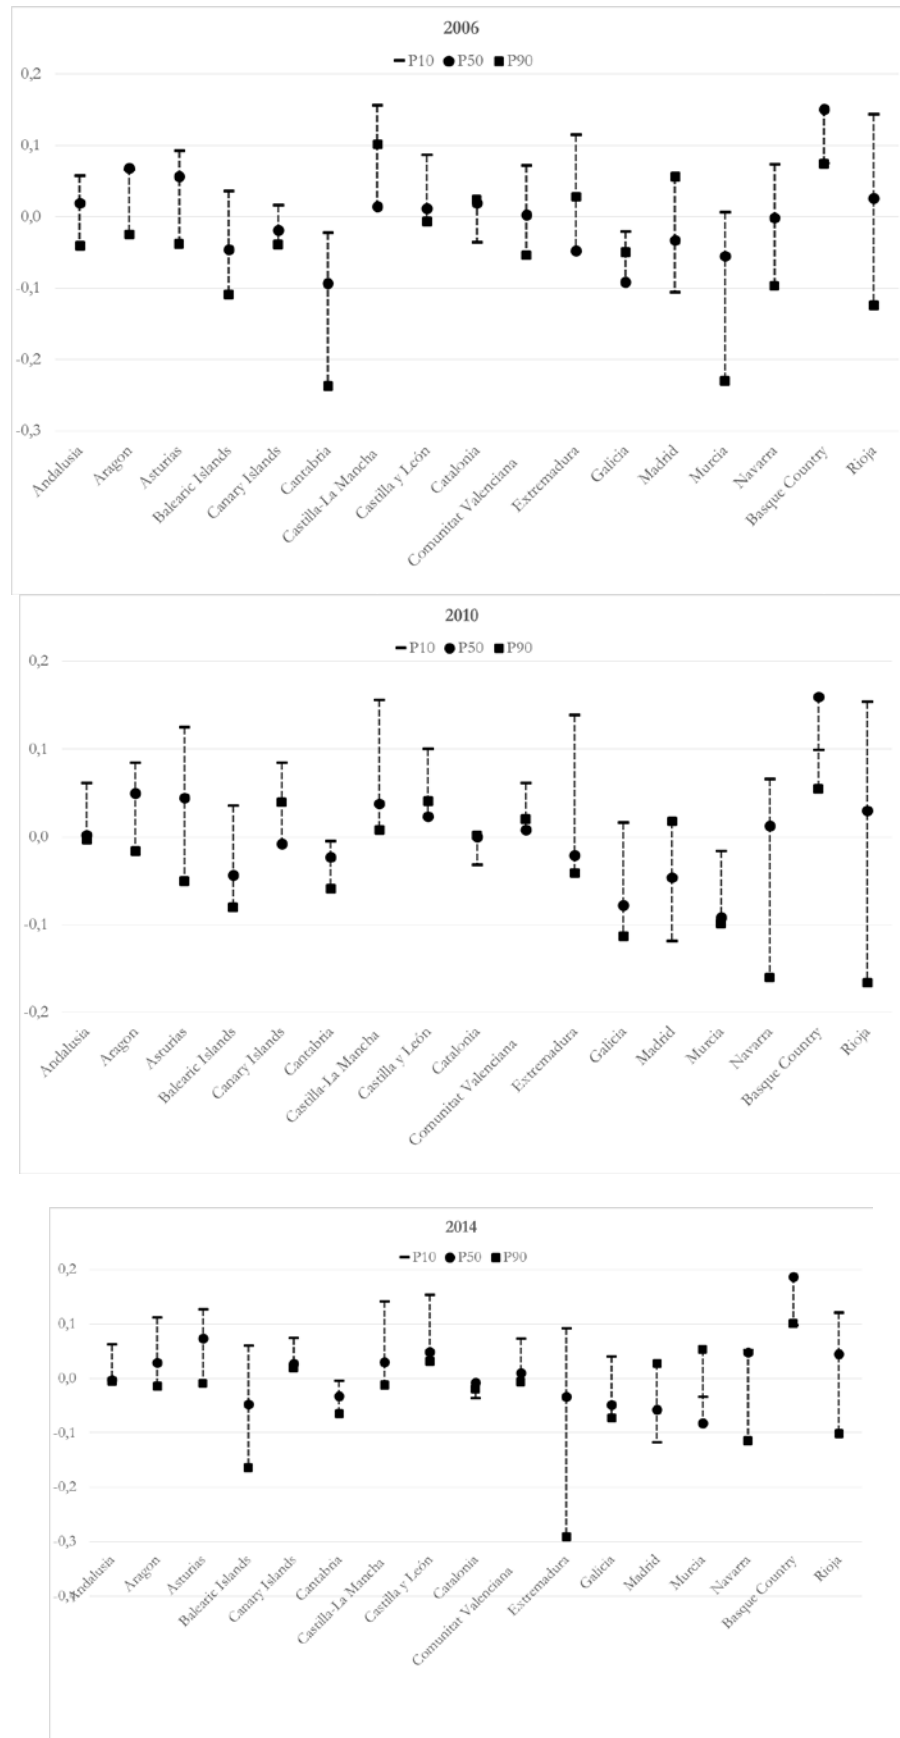 2006
P10 P50 P90
0,2
0,1
0,0
-0,1
-0,2
-0,3
Andalusia
Aragon
Asturias
Balearic Islands
Canary Islands
Cantabria
Castilla-La Mancha
Castilla y León
Catalonia
Comunitat Valenciana
Extremadura
Galicia
Madrid
Murcia
Navarra
Basque Country
Rioja
2010
P10 P50 P90
0,2
0,1
0,0
-0,1
-0,2
Andalusia
Aragon
Asturias
Balearic Islands
Canary Islands
Cantabria
Castilla-La Mancha
Castilla y León
Catalonia
Comunitat Valenciana
Extremadura
Galicia
Madrid
Murcia
Navarra
Basque Country
Rioja
2014
P10 P50 P90
0,2
0,1
0,0
-0,1
-0,2
-0,3
-0,4
Andalusia
Aragon
Asturias
Balearic Islands
Canary Islands
Cantabria
Castilla-La Mancha
Castilla y León
Catalonia
Comunitat Valenciana
Extremadura
Galicia
Madrid
Murcia
Navarra
Basque Country
Rioja